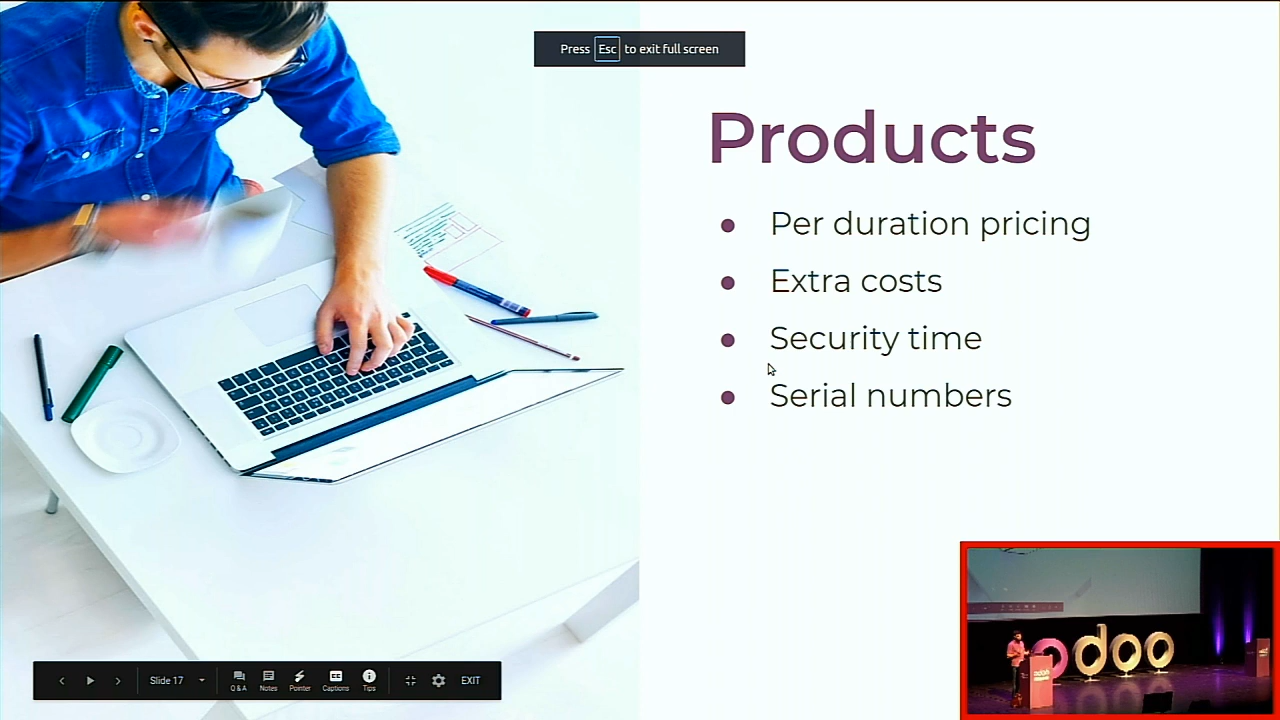 Press Esc to exit full screen
Products
Per duration pricing
Extra costs
Security time
Serial numbers
Slide 17
Q & A
Notes
Pointer
Captions
Tips
EXIT
odoo